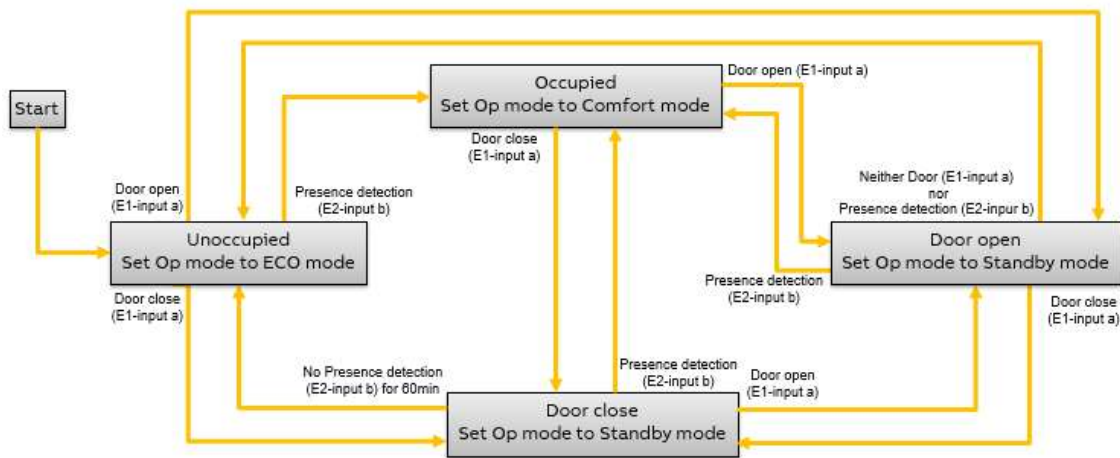 Occupied
Set Op mode to Comfort mode
Door open (E1-input a)
Start
Door close
(E1-input a)
Door open
(E1-input a)
Presence detection
(E2-input b)
Neither Door (E1-input a)
nor
Presence detection (E2-inpur b)
Unoccupied
Set Op mode to ECO mode
Door open
Set Op mode to Standby mode
Door close
(E1-input a)
Presence detection
(E2-input b)
Door close
(E1-input a)
No Presence detection
(E2-input b) for 60min
Presence detection
(E2-input b)
Door open
(E1-input a)
Door close
Set Op mode to Standby mode